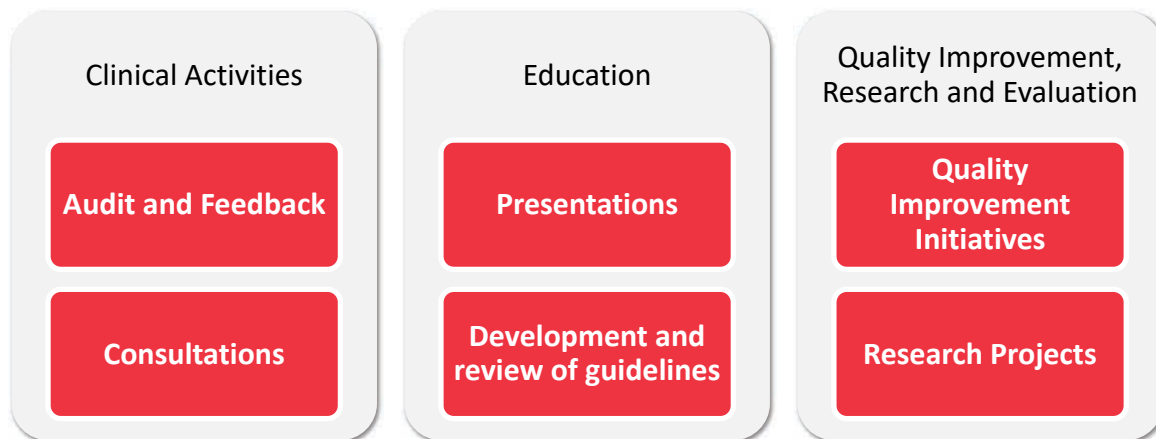 Clinical Activities
Audit and Feedback
Consultations
Education
Presentations
Development and
review of guidelines
Quality Improvement,
Research and Evaluation
Quality
Improvement
Initiatives
Research Projects